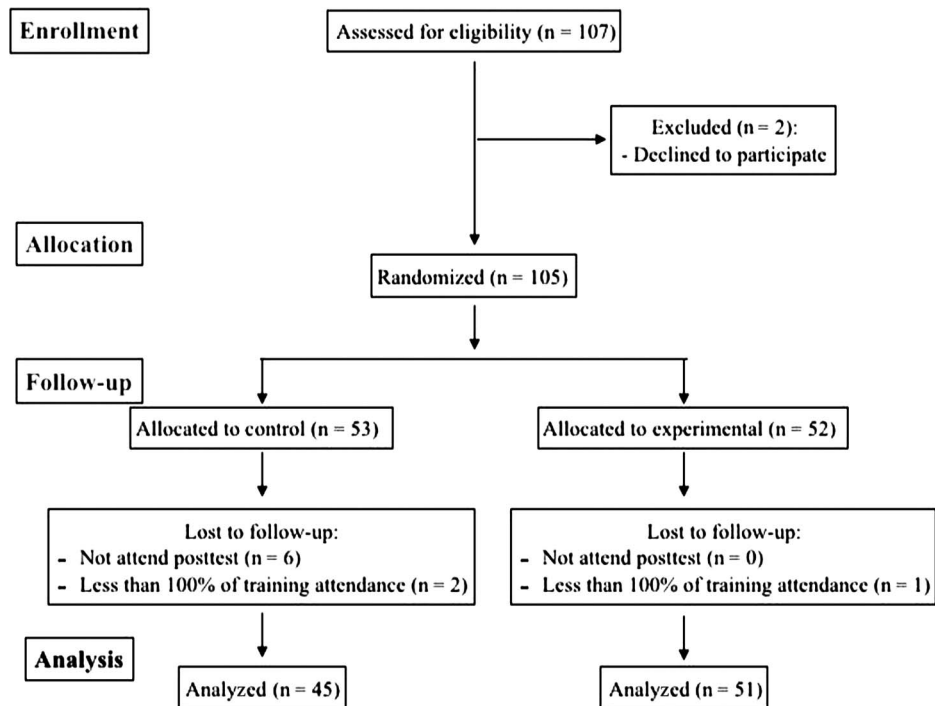 Enrollment
Assessed for eligibility (n = 107)
Excluded (n = 2):
- Declined to participate
Allocation
Randomized (n = 105)
Follow-up
Allocated to control (n = 53)
Allocated to experimental (n = 52)
Lost to follow-up:
- Not attend posttest (n = 6)
- Less than 100% of training attendance (n = 2)
Lost to follow-up:
- Not attend posttest (n = 0)
- Less than 100% of training attendance (n = 1)
Analysis
Analyzed (n = 45)
Analyzed (n = 51)